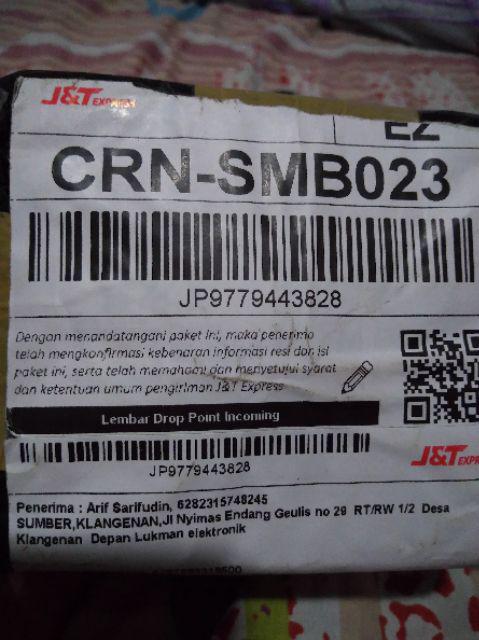 J&T EXPRESS
EZ
CRN-SMB023
JP9779443828
Dengan menandatangani paket ini, maka penerima
telah mengkonfirmasi kebenaran informasi resi dan isi
paket ini, serta telah memahami dan menyetujui syarat
dan ketentuan umum pengiriman J&T Express
Lembar Drop Point Incoming
J&T EXPRE
JP9779443828
Penerima : Arif Sarifudin, 6282315748245
SUMBER,KLANGENAN,Jl Nyimas Endang Geulis no 29 RT/RW 1/2 Desa
Klangenan Depan Lukman elektronik